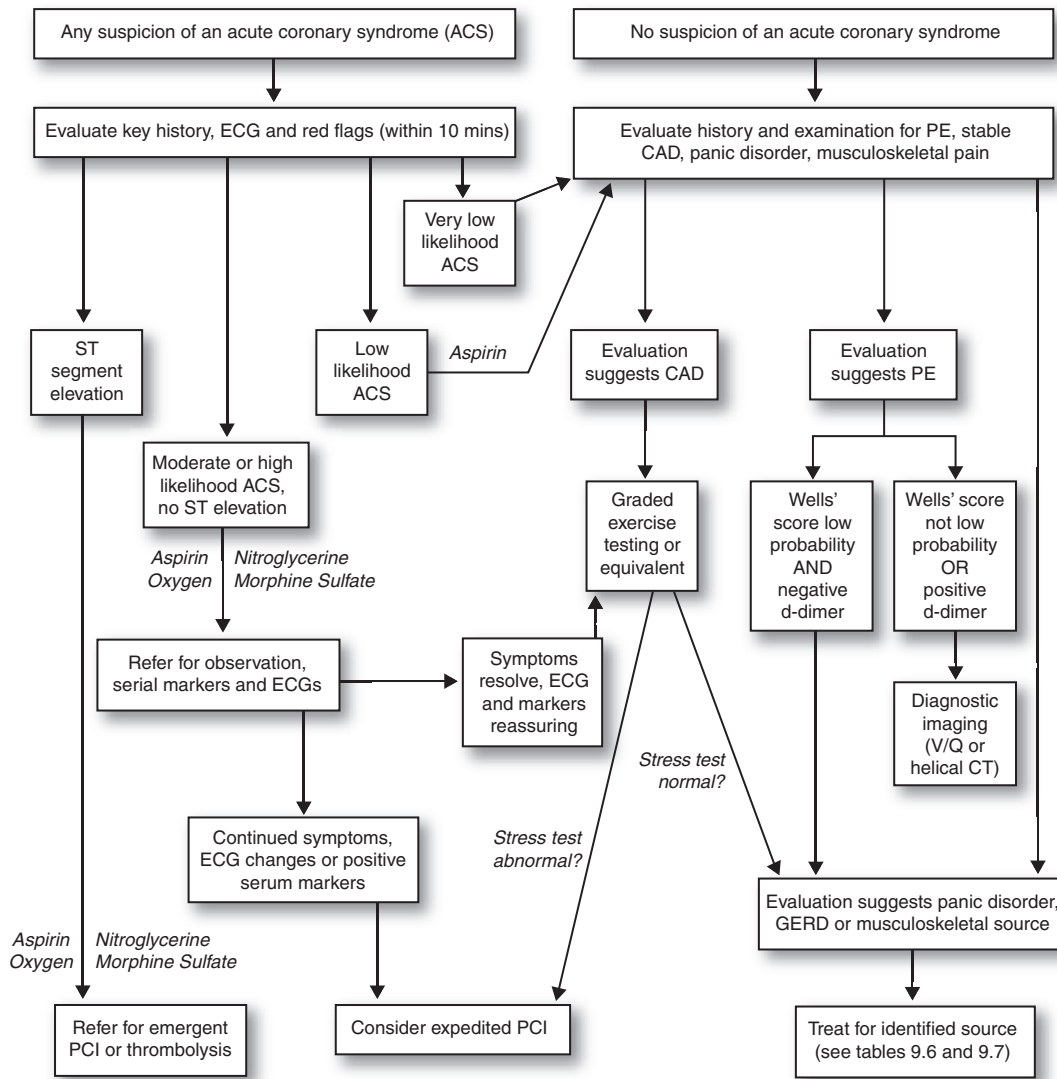 Any suspicion of an acute coronary syndrome (ACS)
No suspicion of an acute coronary syndrome
Evaluate key history, ECG and red flags (within 10 mins)
Evaluate history and examination for PE, stable
CAD, panic disorder, musculoskeletal pain
Very low
likelihood
ACS
ST
segment
elevation
Low
likelihood
ACS
Aspirin
Evaluation
suggests CAD
Evaluation
suggests PE
Moderate or high
likelihood ACS,
no ST elevation
Graded
exercise
testing or
equivalent
Wells'
score low
probability
AND
negative
d-dimer
Wells' score
not low
probability
OR
positive
d-dimer
Aspirin
Oxygen
Nitroglycerine
Morphine Sulfate
Refer for observation,
serial markers and ECGs
Symptoms
resolve, ECG
and markers
reassuring
Diagnostic
imaging
(V/Q or
helical CT)
Stress test
normal?
Stress test
abnormal?
Continued symptoms,
ECG changes or positive
serum markers
Evaluation suggests panic disorder,
GERD or musculoskeletal source
Aspirin
Oxygen
Nitroglycerine
Morphine Sulfate
Refer for emergent
PCI or thrombolysis
Consider expedited PCI
Treat for identified source
(see tables 9.6 and 9.7)